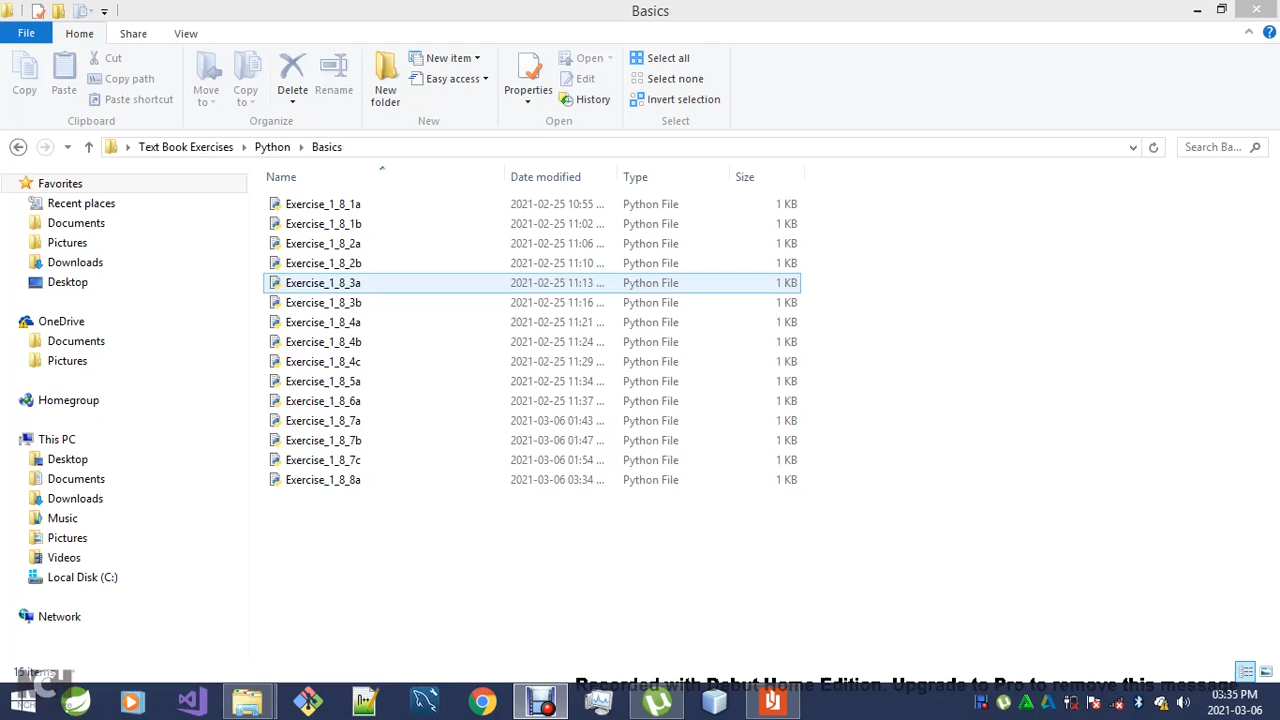 Basics
File Home Share View
Cut
Copy path
Paste shortcut
Copy Paste
Clipboard
Move to
Copy to
Delete
Rename
Organize
New folder
New item
Easy access
New
Properties
Open
Edit
History
Open
Select all
Select none
Invert selection
Select
Text Book Exercises Python Basics
Search Ba...
Name Date modified Type Size
Exercise_1_8_1a 2021-02-25 10:55 ... Python File 1 KB
Exercise_1_8_1b 2021-02-25 11:02 ... Python File 1 KB
Exercise_1_8_2a 2021-02-25 11:06 ... Python File 1 KB
Exercise_1_8_2b 2021-02-25 11:10 ... Python File 1 KB
Exercise_1_8_3a 2021-02-25 11:13 ... Python File 1 KB
Exercise_1_8_3b 2021-02-25 11:16 ... Python File 1 KB
Exercise_1_8_4a 2021-02-25 11:21 ... Python File 1 KB
Exercise_1_8_4b 2021-02-25 11:24 ... Python File 1 KB
Exercise_1_8_4c 2021-02-25 11:29 ... Python File 1 KB
Exercise_1_8_5a 2021-02-25 11:34 ... Python File 1 KB
Exercise_1_8_6a 2021-02-25 11:37 ... Python File 1 KB
Exercise_1_8_7a 2021-03-06 01:43 ... Python File 1 KB
Exercise_1_8_7b 2021-03-06 01:47 ... Python File 1 KB
Exercise_1_8_7c 2021-03-06 01:54 ... Python File 1 KB
Exercise_1_8_8a 2021-03-06 03:34 ... Python File 1 KB
Favorites
Recent places
Documents
Pictures
Downloads
Desktop
OneDrive
Documents
Pictures
Homegroup
This PC
Desktop
Documents
Downloads
Music
Pictures
Videos
Local Disk (C:)
Network
15 items
NCH
Recorded with Debut Home Edition. Upgrade to Pro to remove this message.
03:35 PM
2021-03-06